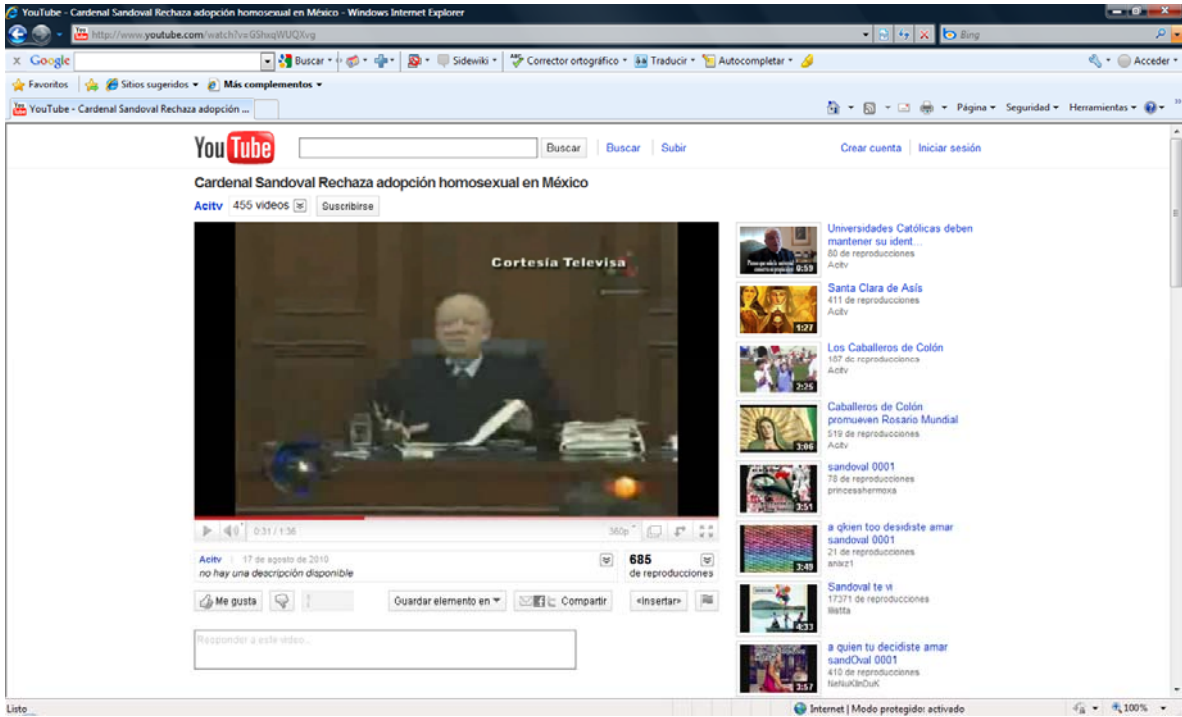 YouTube - Cardenal Sandoval Rechaza adopción homosexual en México - Windows Internet Explorer
http://www.youtube.com/watch?v=GShxqWUQXvg
Bing
x Google Buscar Sidewiki Corrector ortográfico Traducir Autocompletar Acceder
Favoritos Sitios sugeridos Más complementos
YouTube - Cardenal Sandoval Rechaza adopción ... Página Seguridad Herramientas
YouTube Buscar Buscar Subir Crear cuenta Iniciar sesión
Cardenal Sandoval Rechaza adopción homosexual en México
Acitv 455 videos Suscribirse
Cortesía Televisa
0:31 / 1:36 360p
Acitv 17 de agosto de 2010
no hay una descripción disponible
685
de reproducciones
Me gusta Guardar elemento en Compartir «Insertar»
Responder a este video...
Universidades Católicas deben
mantener su ident...
80 de reproducciones
Acitv
0:59
Santa Clara de Asís
411 de reproducciones
Acitv
1:27
Los Caballeros de Colón
187 de reproducciones
Acitv
2:25
Caballeros de Colón
promueven Rosario Mundial
519 de reproducciones
Acitv
3:06
sandoval 0001
78 de reproducciones
princesshermoxa
3:51
a qkien too desidiste amar
sandoval 0001
21 de reproducciones
3:49
Sandoval te vi
17371 de reproducciones
4:33
a quien tu decidiste amar
sandOval 0001
410 de reproducciones
NeNuKIInDuK
3:57
Listo Internet | Modo protegido: activado 100%